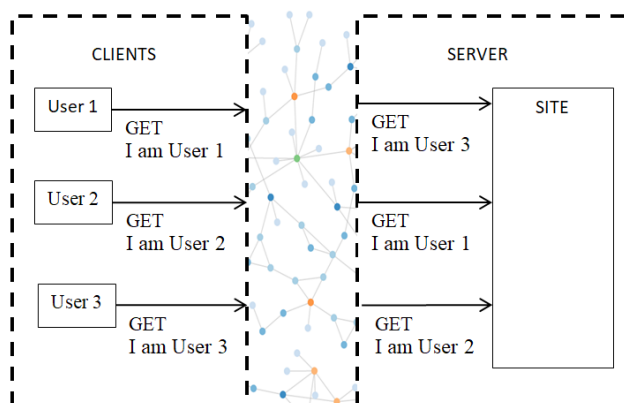 CLIENTS
SERVER
User 1
GET
I am User 1
GET
I am User 3
SITE
User 2
GET
I am User 2
GET
I am User 1
User 3
GET
I am User 3
GET
I am User 2